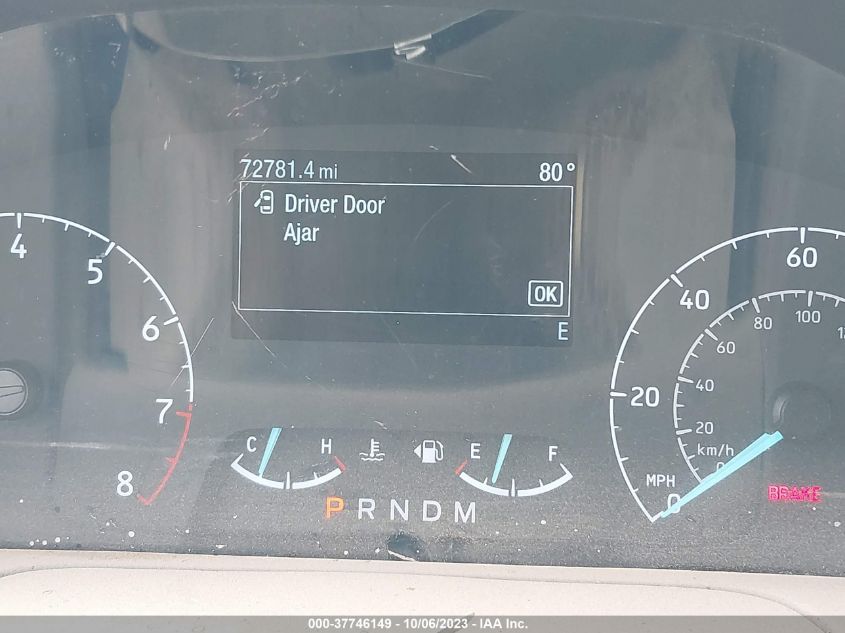 72781.4 mi 80°
Driver Door
Ajar
OK
E
4
5
6
7
8
C H
E F
P R N D M
60
40
20
0
MPH
100
80
60
40
20
0
km/h
BRAKE
000-37746149 - 10/06/2023 - IAA Inc.